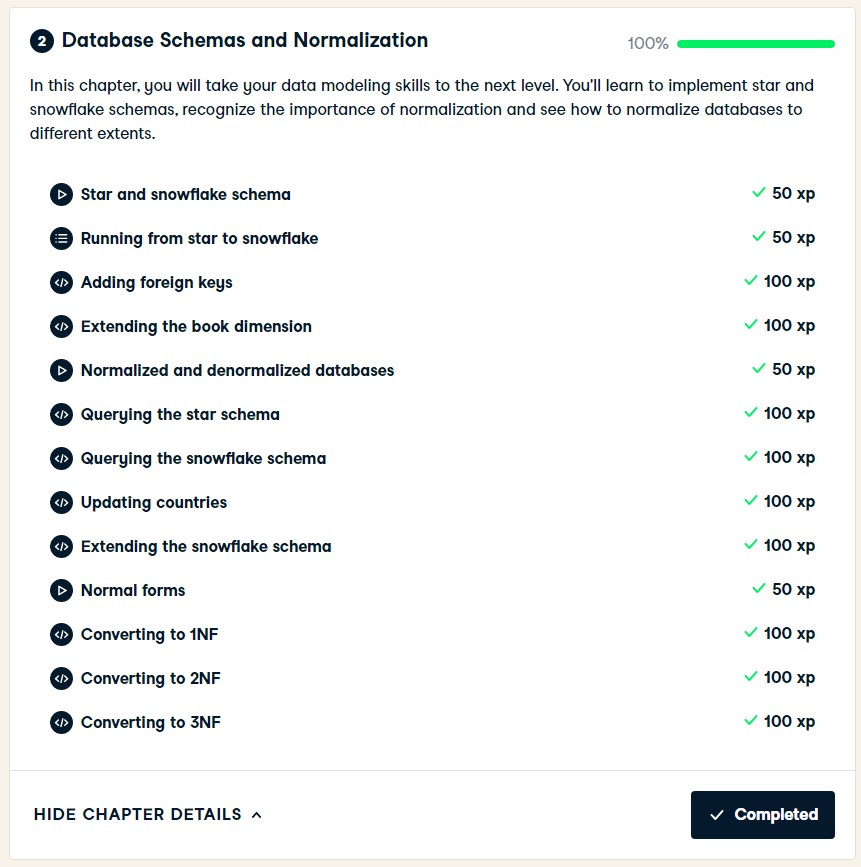 2 Database Schemas and Normalization 100%
In this chapter, you will take your data modeling skills to the next level. You'll learn to implement star and
snowflake schemas, recognize the importance of normalization and see how to normalize databases to
different extents.
Star and snowflake schema 50 xp
Running from star to snowflake 50 xp
Adding foreign keys 100 xp
Extending the book dimension 100 xp
Normalized and denormalized databases 50 xp
Querying the star schema 100 xp
Querying the snowflake schema 100 xp
Updating countries 100 xp
Extending the snowflake schema 100 xp
Normal forms 50 xp
Converting to 1NF 100 xp
Converting to 2NF 100 xp
Converting to 3NF 100 xp
HIDE CHAPTER DETAILS Completed